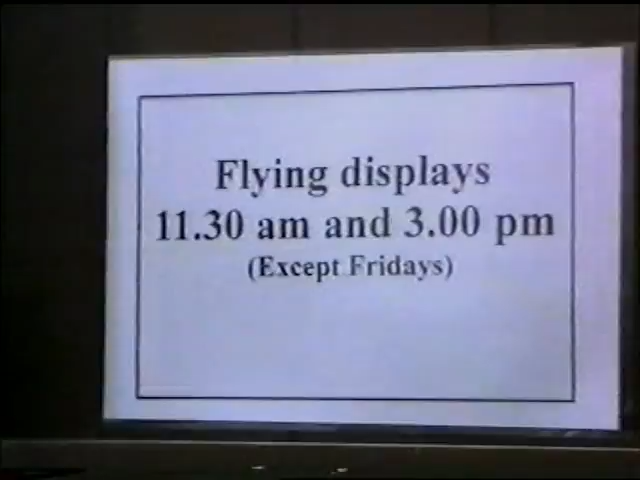 Flying displays
11.30 am and 3.00 pm
(Except Fridays)